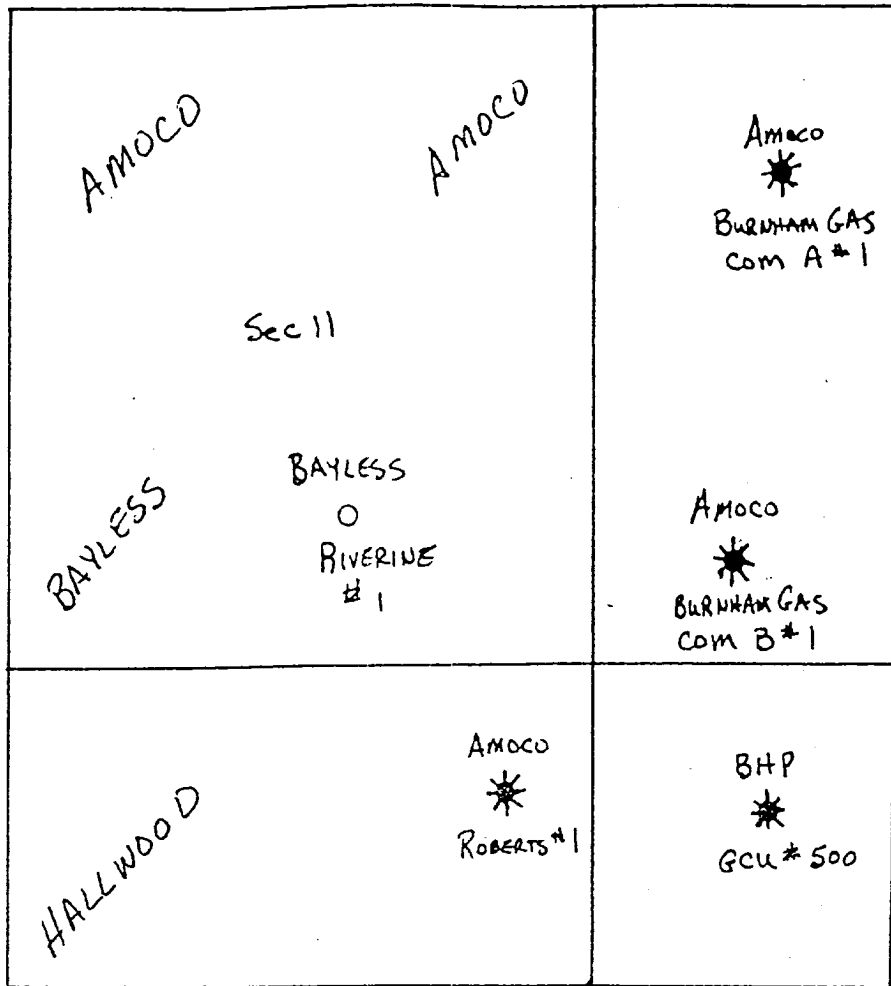 AMOCO
AMOCO
Amoco
BURNHAM GAS
com A #1
Sec 11
BAYLESS
BAYLESS
RIVERINE
# 1
AMOCO
BURNHAM GAS
com B #1
HALLWOOD
AMOCO
ROBERTS #1
BHP
GCU # 500